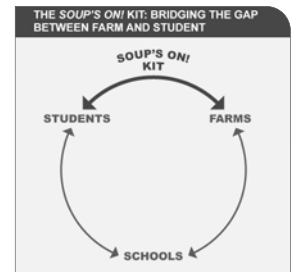 THE SOUP'S ON! KIT: BRIDGING THE GAP
BETWEEN FARM AND STUDENT
SOUP'S ON!
KIT
STUDENTS
FARMS
SCHOOLS